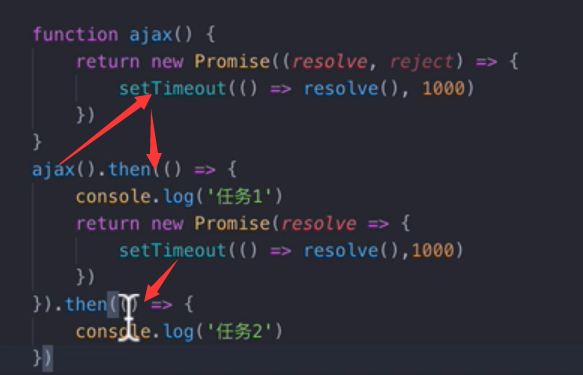 function ajax() {
return new Promise((resolve, reject) => {
setTimeout(() => resolve(), 1000)
})
}
ajax().then(() => {
console.log('任务1')
return new Promise(resolve => {
setTimeout(() => resolve(),1000)
})
}).then(() => {
console.log('任务2')
})